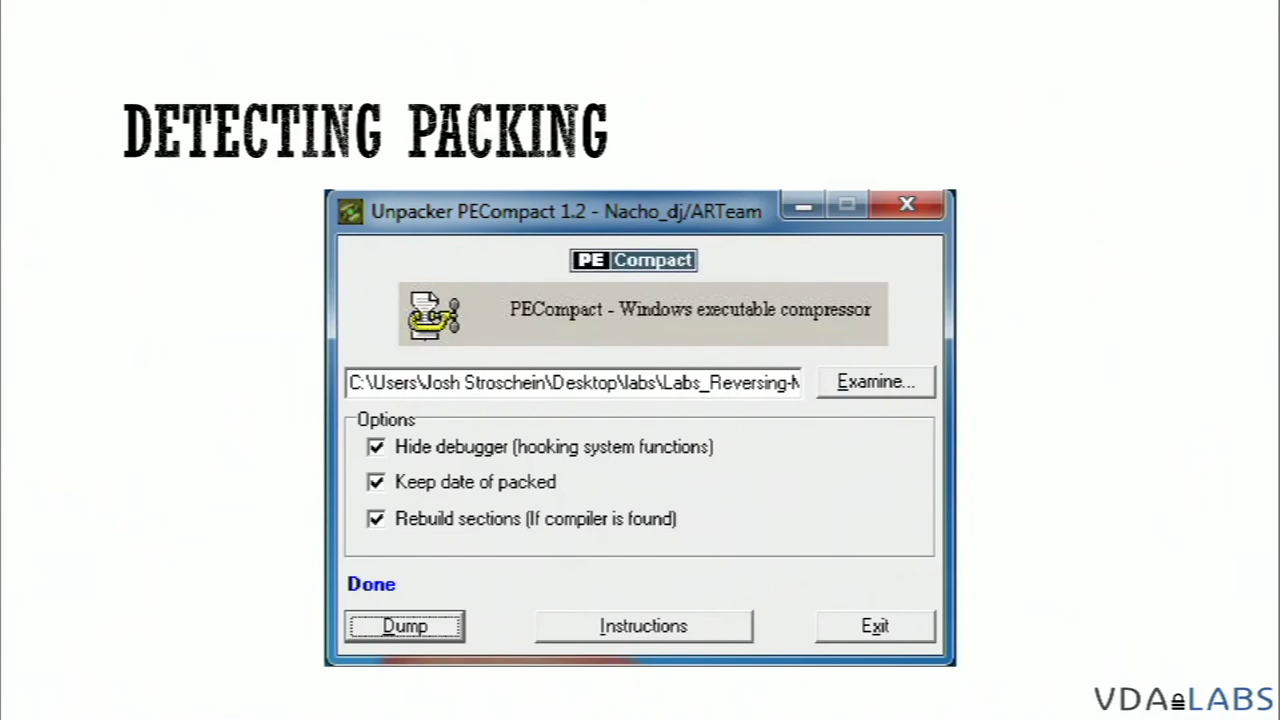 DETECTING PACKING
Unpacker PECompact 1.2 - Nacho_dj/ARTeam
PE Compact
PECompact - Windows executable compressor
C:\Users\Josh Stroschein\Desktop\labs\Labs_Reversing-
Examine...
Options
Hide debugger (hooking system functions)
Keep date of packed
Rebuild sections (If compiler is found)
Done
Dump
Instructions
Exit
VDA LABS